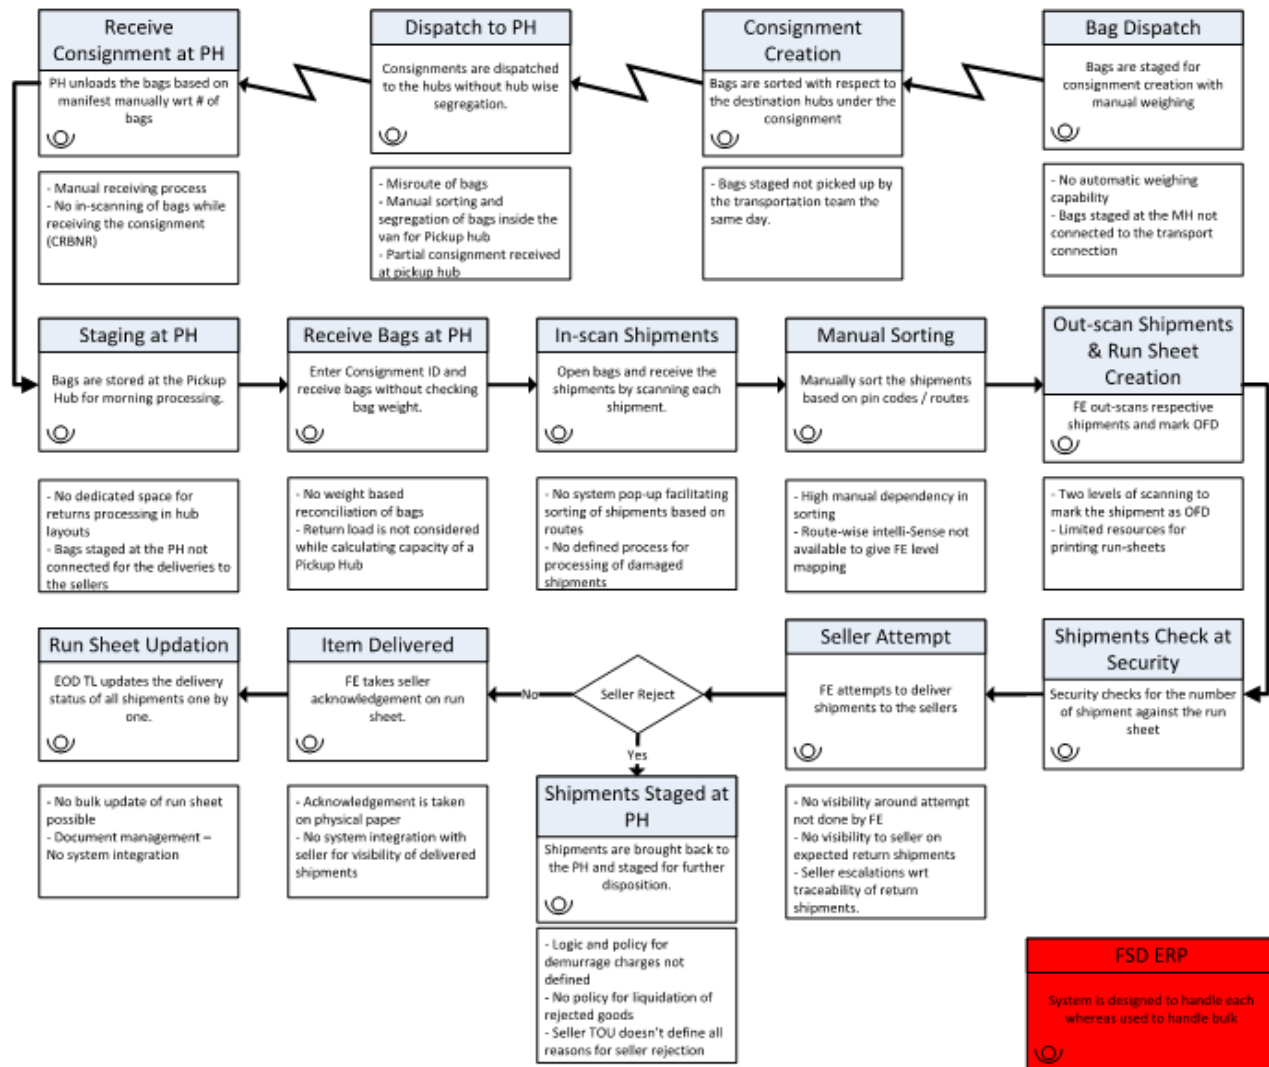 Receive
Consignment at PH
PH unloads the bags based on
manifest manually wrt # of
bags
- Manual receiving process
- No in-scanning of bags while
receiving the consignment
(CRBNR)
Dispatch to PH
Consignments are dispatched
to the hubs without hub wise
segregation.
- Misroute of bags
- Manual sorting and
segregation of bags inside the
van for Pickup hub
- Partial consignment received
at pickup hub
Consignment
Creation
Bags are sorted with respect to
the destination hubs under the
consignment
- Bags staged not picked up by
the transportation team the
same day.
Bag Dispatch
Bags are staged for
consignment creation with
manual weighing
- No automatic weighing
capability
- Bags staged at the MH not
connected to the transport
connection
Staging at PH
Bags are stored at the Pickup
Hub for morning processing.
- No dedicated space for
returns processing in hub
layouts
- Bags staged at the PH not
connected for the deliveries to
the sellers
Receive Bags at PH
Enter Consignment ID and
receive bags without checking
bag weight.
- No weight based
reconciliation of bags
- Return load is not considered
while calculating capacity of a
Pickup Hub
In-scan Shipments
Open bags and receive the
shipments by scanning each
shipment.
- No system pop-up facilitating
sorting of shipments based on
routes
- No defined process for
processing of damaged
shipments
Manual Sorting
Manually sort the shipments
based on pin codes / routes
- High manual dependency in
sorting
- Route-wise intelli-Sense not
available to give FE level
mapping
Out-scan Shipments
& Run Sheet
Creation
FE out-scans respective
shipments and mark OFD
- Two levels of scanning to
mark the shipment as OFD
- Limited resources for
printing run-sheets
Run Sheet Updation
EOD TL updates the delivery
status of all shipments one by
one.
- No bulk update of run sheet
possible
- Document management –
No system integration
Item Delivered
FE takes seller
acknowledgement on run
sheet.
- Acknowledgement is taken
on physical paper
- No system integration with
seller for visibility of delivered
shipments
No
Seller Reject
Yes
Shipments Staged at
PH
Shipments are brought back to
the PH and staged for further
disposition.
- Logic and policy for
demurrage charges not
defined
- No policy for liquidation of
rejected goods
- Seller TOU doesn't define all
reasons for seller rejection
Seller Attempt
FE attempts to deliver
shipments to the sellers
- No visibility around attempt
not done by FE
- No visibility to seller on
expected return shipments
- Seller escalations wrt
traceability of return
shipments.
Shipments Check at
Security
Security checks for the number
of shipment against the run
sheet
FSD ERP
System is designed to handle each
whereas used to handle bulk